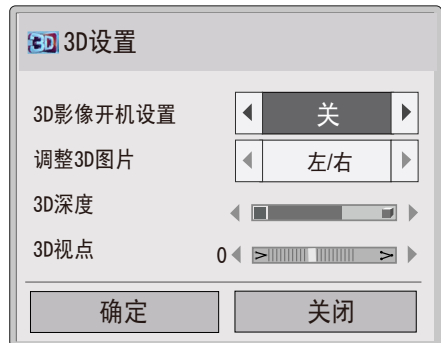 3D 3D设置
3D影像开机设置 关
调整3D图片 左/右
3D深度
3D视点 0
确定 关闭